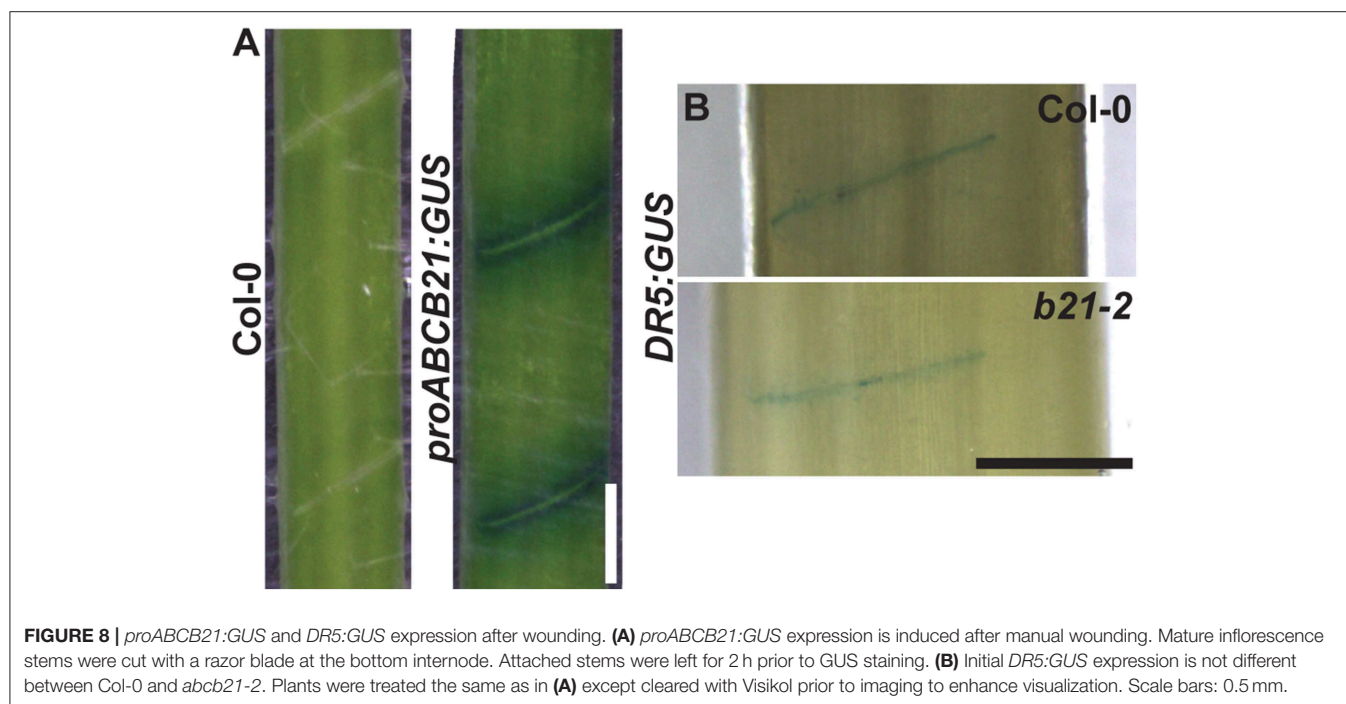 A
Col-0
proABCB21:GUS
B
DR5:GUS
Col-0
b21-2
FIGURE 8 | proABCB21:GUS and DR5:GUS expression after wounding. (A) proABCB21:GUS expression is induced after manual wounding. Mature inflorescence
stems were cut with a razor blade at the bottom internode. Attached stems were left for 2 h prior to GUS staining. (B) Initial DR5:GUS expression is not different
between Col-0 and abcb21-2. Plants were treated the same as in (A) except cleared with Visikol prior to imaging to enhance visualization. Scale bars: 0.5 mm.